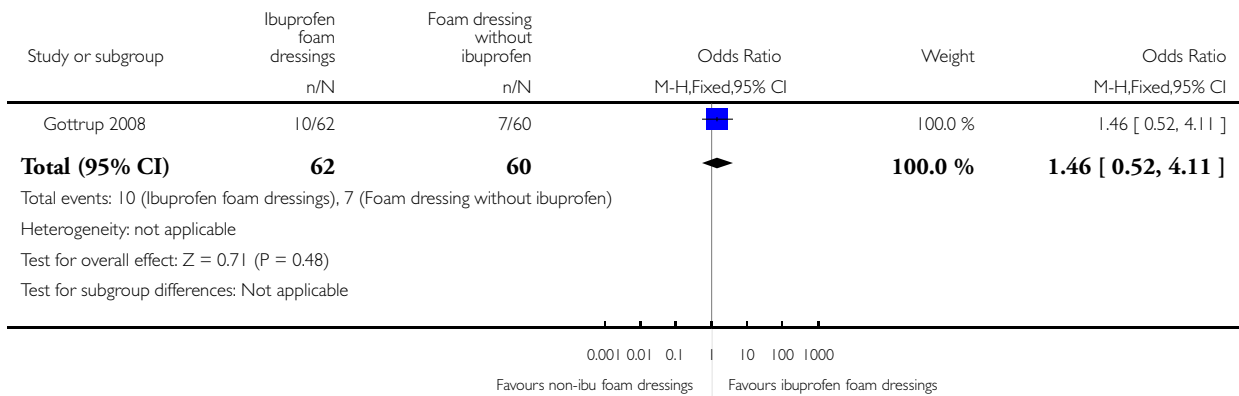 Study or subgroup Ibuprofen foam dressings Foam dressing without ibuprofen Odds Ratio Weight Odds Ratio
n/N n/N M-H,Fixed,95% CI M-H,Fixed,95% CI
Gottrup 2008 10/62 7/60 100.0 % 1.46 [ 0.52, 4.11 ]
Total (95% CI) 62 60 100.0 % 1.46 [ 0.52, 4.11 ]
Total events: 10 (Ibuprofen foam dressings), 7 (Foam dressing without ibuprofen)
Heterogeneity: not applicable
Test for overall effect: Z = 0.71 (P = 0.48)
Test for subgroup differences: Not applicable
0.001 0.01 0.1 1 10 100 1000
Favours non-ibu foam dressings Favours ibuprofen foam dressings